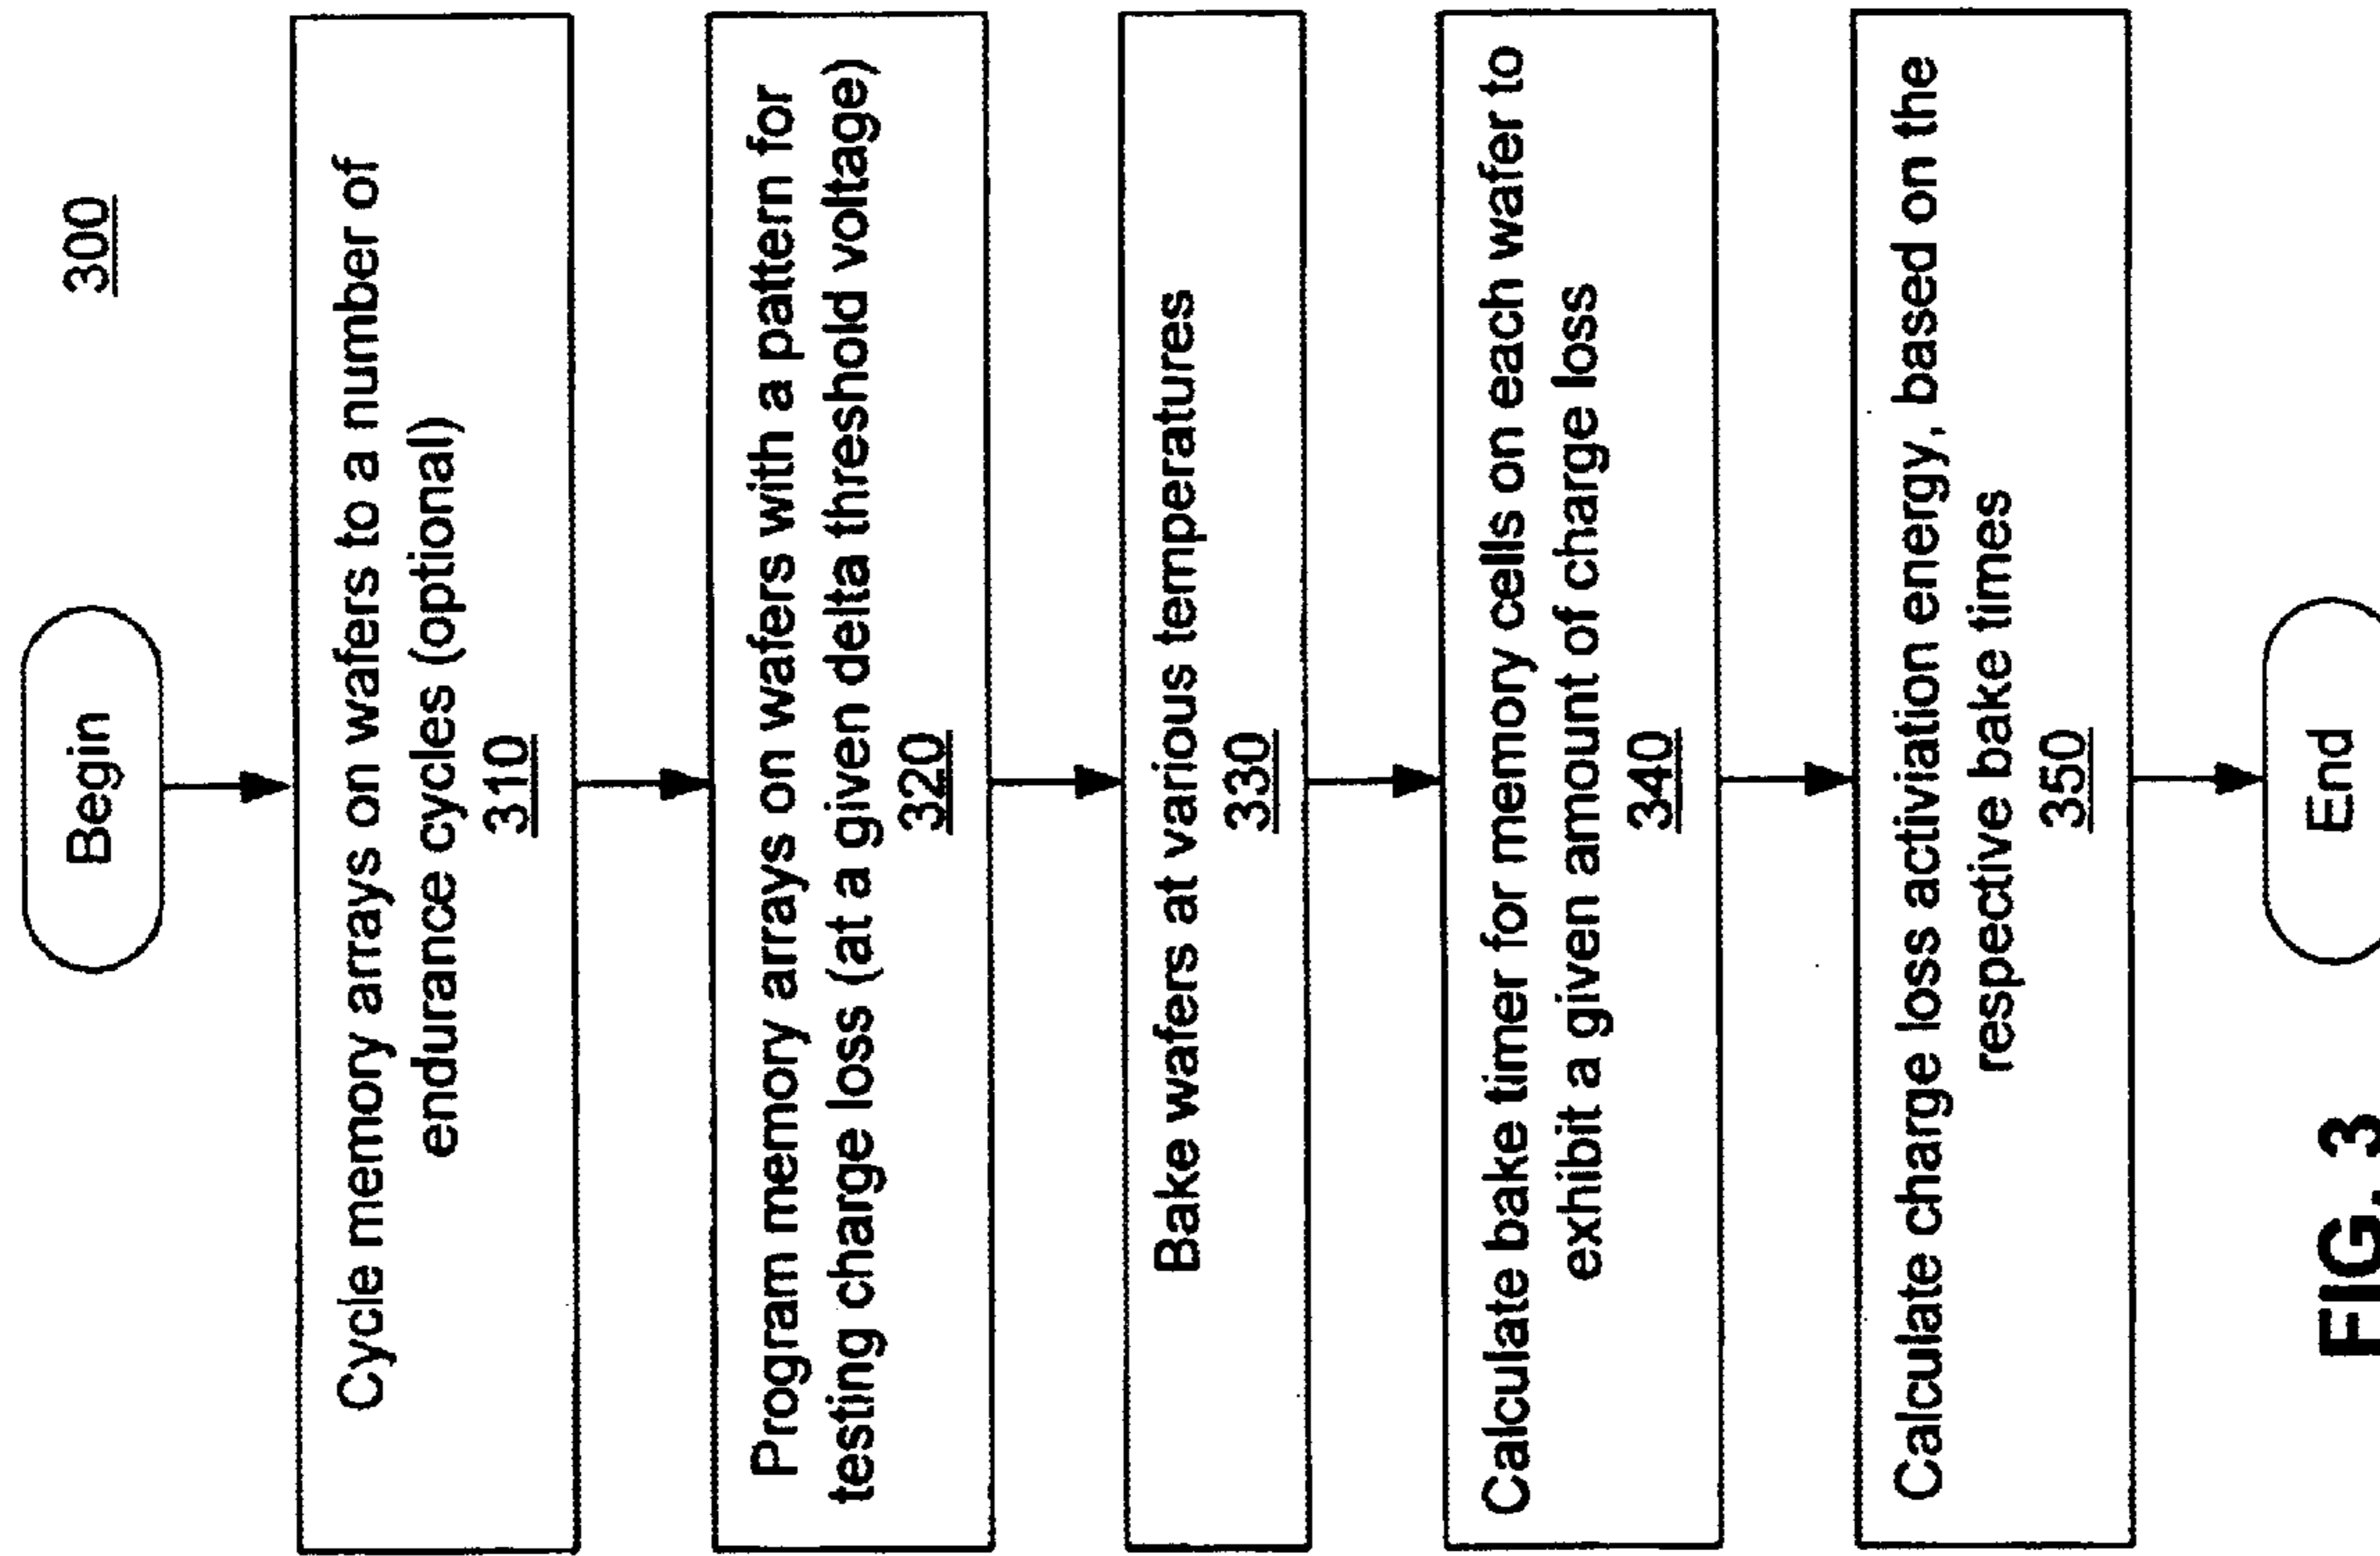 300
Begin
Cycle memory arrays on wafers to a number of
endurance cycles (optional)
310
Program memory arrays on wafers with a pattern for
testing charge loss (at a given delta threshold voltage)
320
Bake wafers at various temperatures
330
Calculate bake timer for memory cells on each wafer to
exhibit a given amount of charge loss
340
Calculate charge loss activiation energy, based on the
respective bake times
350
End
FIG. 3